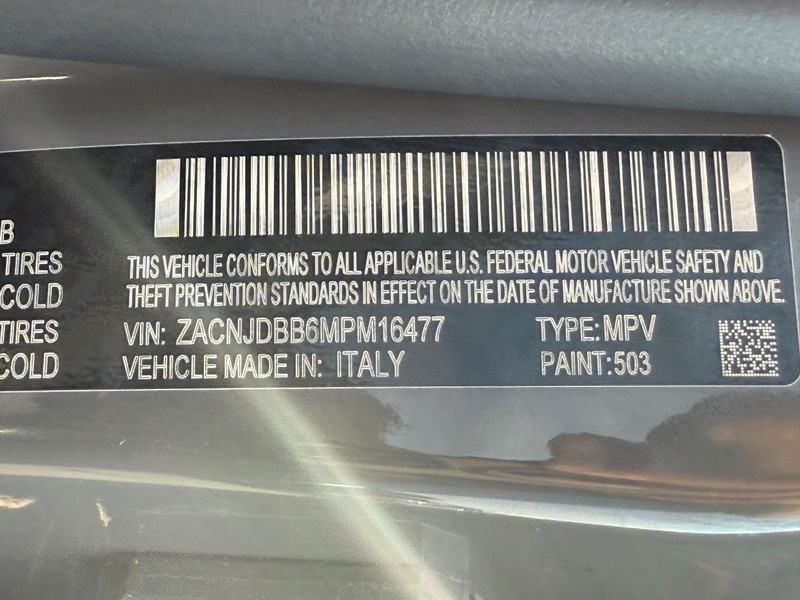 B
TIRES
THIS VEHICLE CONFORMS TO ALL APPLICABLE U.S. FEDERAL MOTOR VEHICLE SAFETY AND
COLD
THEFT PREVENTION STANDARDS IN EFFECT ON THE DATE OF MANUFACTURE SHOWN ABOVE.
TIRES
VIN: ZACNJDBB6MPM16477 TYPE: MPV
COLD
VEHICLE MADE IN: ITALY PAINT: 503